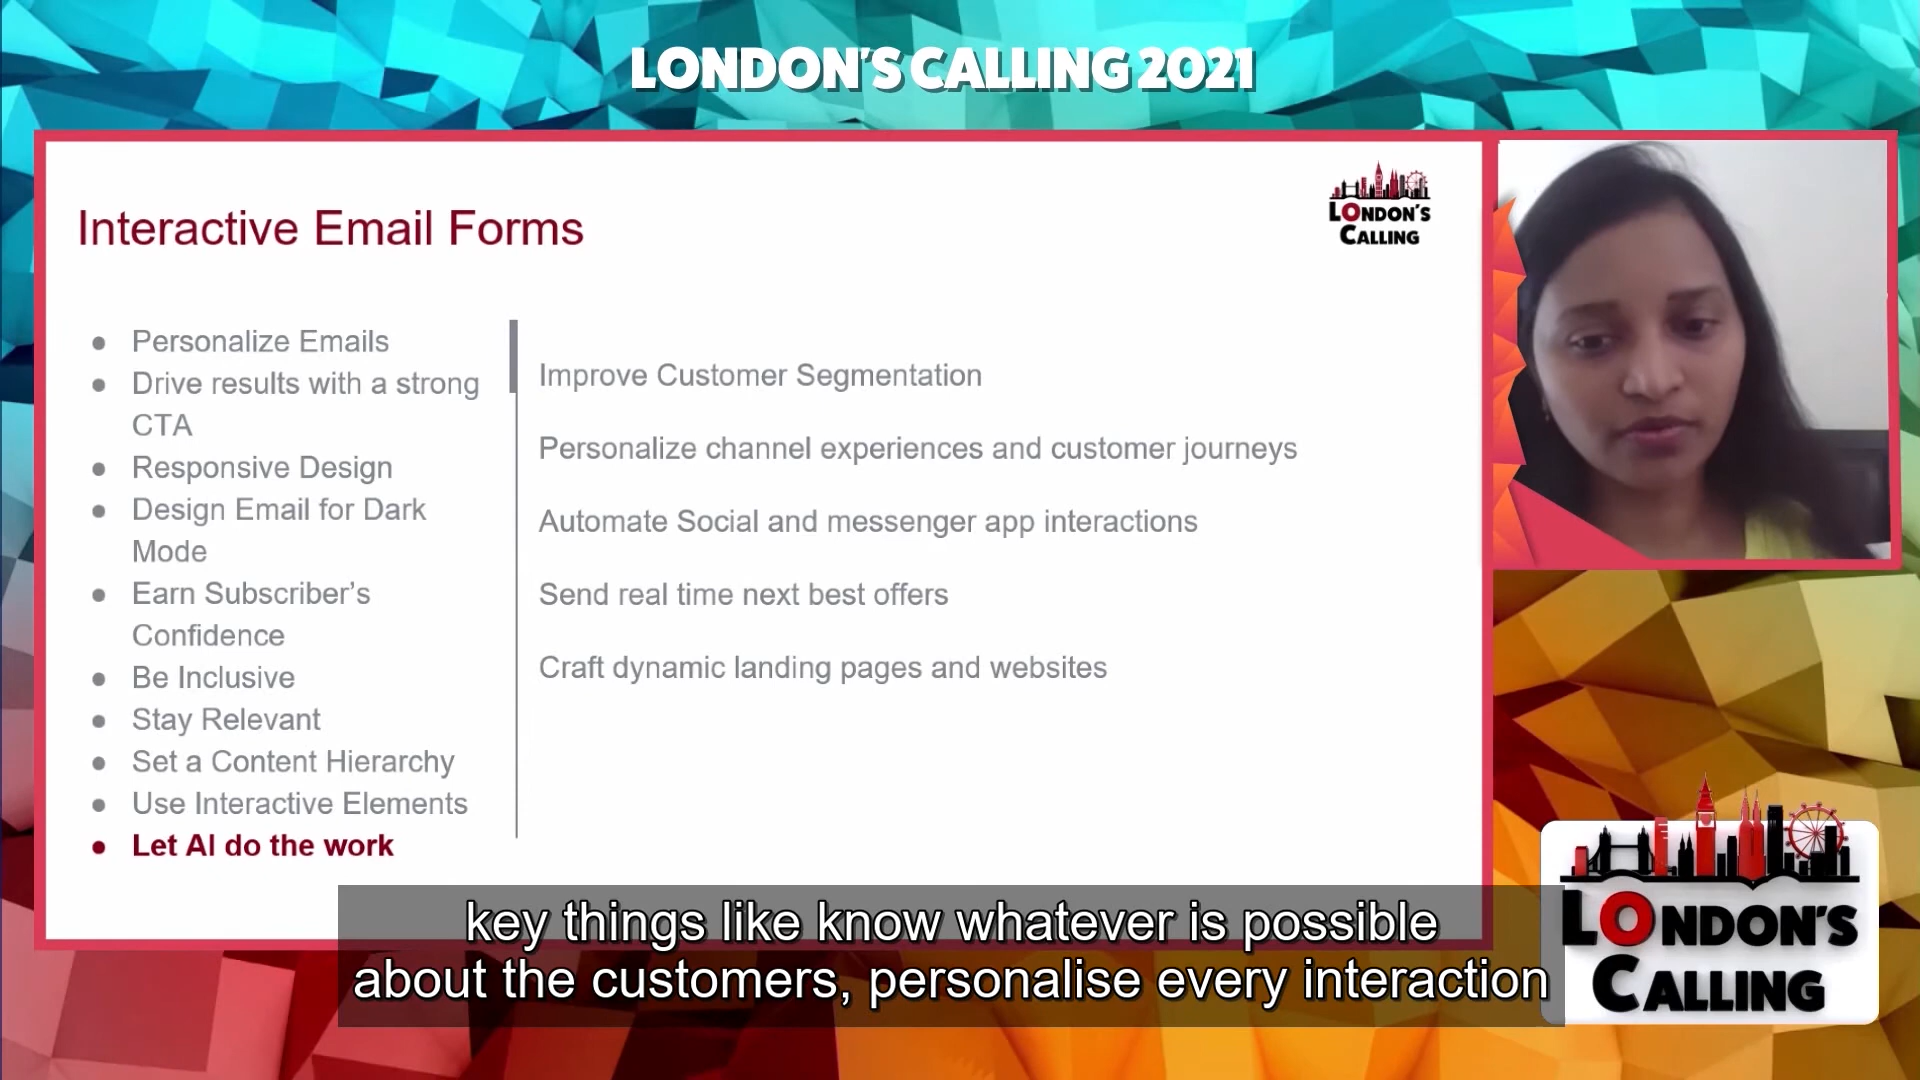 LONDON'S CALLING 2021
Interactive Email Forms
LONDON'S
CALLING
● Personalize Emails
● Drive results with a strong
CTA
● Responsive Design
● Design Email for Dark
Mode
● Earn Subscriber’s
Confidence
● Be Inclusive
● Stay Relevant
● Set a Content Hierarchy
● Use Interactive Elements
● Let AI do the work
Improve Customer Segmentation
Personalize channel experiences and customer journeys
Automate Social and messenger app interactions
Send real time next best offers
Craft dynamic landing pages and websites
key things like know whatever is possible
about the customers, personalise every interaction
LONDON'S
CALLING